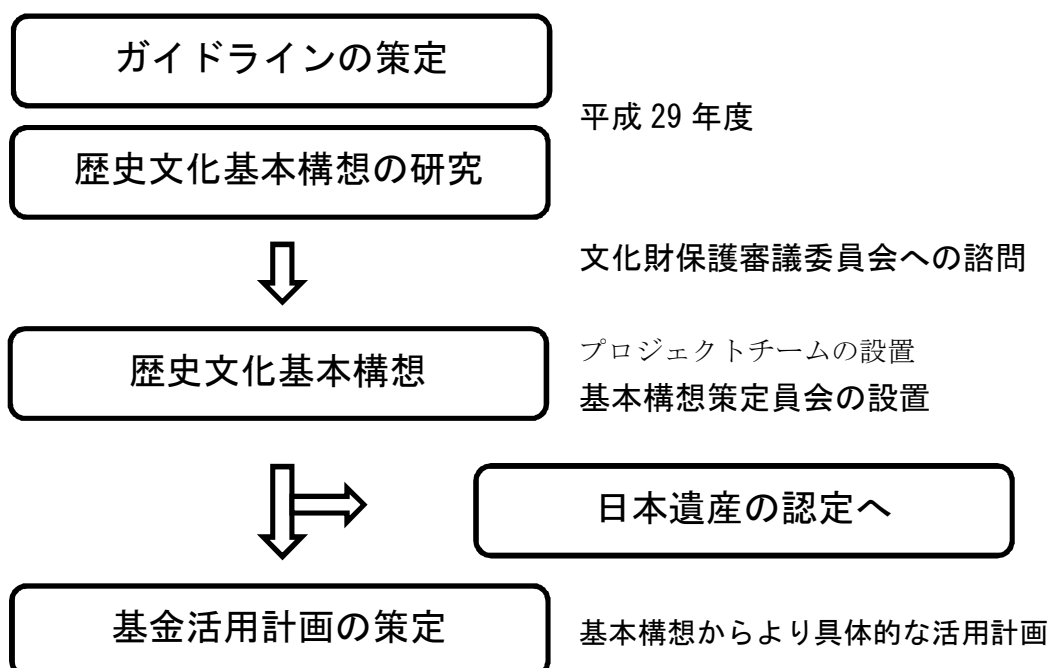 ガイドラインの策定
平成 29 年度
歴史文化基本構想の研究
文化財保護審議委員会への諮問
プロジェクトチームの設置
歴史文化基本構想
基本構想策定員会の設置
日本遺産の認定へ
基金活用計画の策定
基本構想からより具体的な活用計画